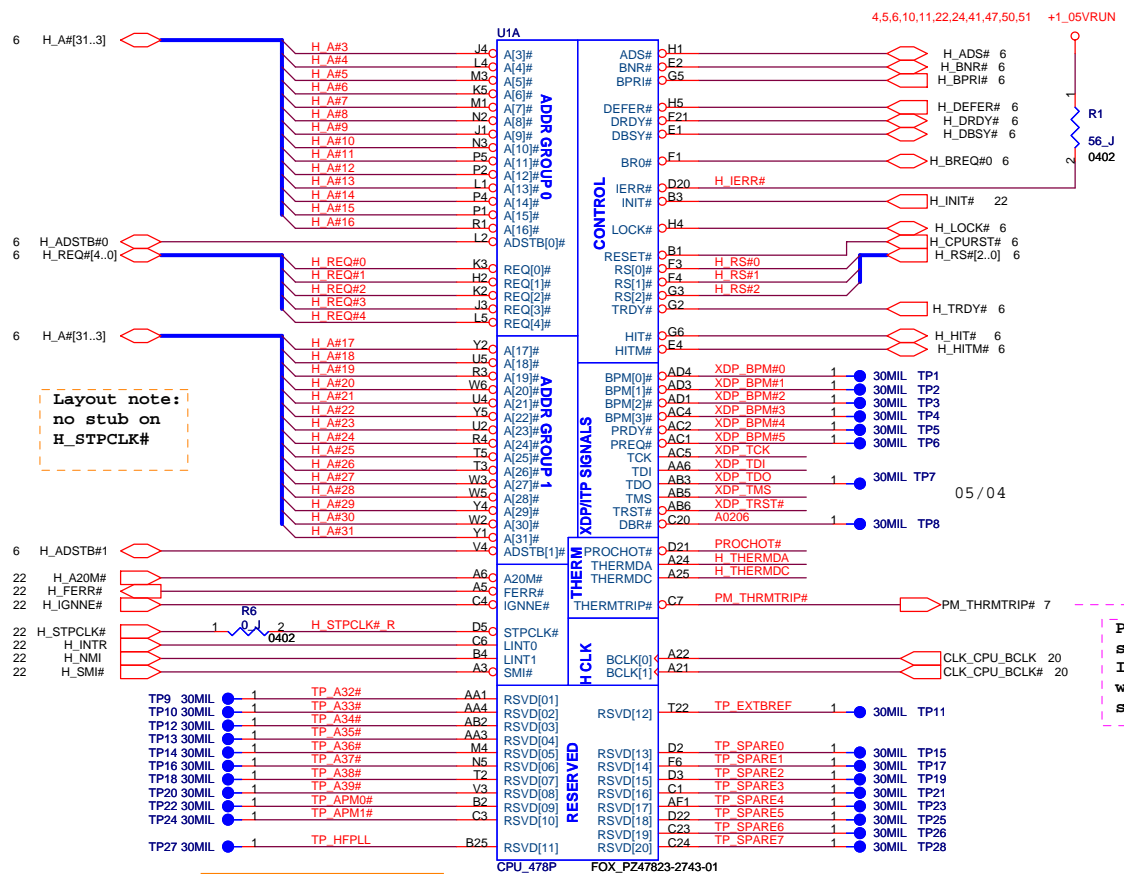 4,5,6,10,11,22,24,41,47,50,51 +1_05VRUN
U1A
6 H_A#[31..3]
H_A#3 J4 A[3]#
H_A#4 L4 A[4]#
H_A#5 M3 A[5]#
H_A#6 K5 A[6]#
H_A#7 M1 A[7]#
H_A#8 N2 A[8]#
H_A#9 J1 A[9]#
H_A#10 N3 A[10]#
H_A#11 P5 A[11]#
H_A#12 P2 A[12]#
H_A#13 L1 A[13]#
H_A#14 P4 A[14]#
H_A#15 P1 A[15]#
H_A#16 R1 A[16]#
6 H_ADSTB#0 L2 ADSTB[0]#
6 H_REQ#[4..0]
H_REQ#0 K3 REQ[0]#
H_REQ#1 H2 REQ[1]#
H_REQ#2 K2 REQ[2]#
H_REQ#3 J3 REQ[3]#
H_REQ#4 L5 REQ[4]#
ADDR GROUP 0
6 H_A#[31..3]
H_A#17 Y2 A[17]#
H_A#18 U5 A[18]#
H_A#19 R3 A[19]#
H_A#20 W6 A[20]#
H_A#21 U4 A[21]#
H_A#22 Y5 A[22]#
H_A#23 U2 A[23]#
H_A#24 R4 A[24]#
H_A#25 T5 A[25]#
H_A#26 T3 A[26]#
H_A#27 W3 A[27]#
H_A#28 W5 A[28]#
H_A#29 Y4 A[29]#
H_A#30 W2 A[30]#
H_A#31 Y1 A[31]#
6 H_ADSTB#1 V4 ADSTB[1]#
ADDR GROUP 1
Layout note:
no stub on
H_STPCLK#
22 H_A20M# A6 A20M#
22 H_FERR# A5 FERR#
22 H_IGNNE# C4 IGNNE#
R6
22 H_STPCLK# 1 0_J 2 H_STPCLK#_R D5 STPCLK#
0402
22 H_INTR C6 LINT0
22 H_NMI B4 LINT1
22 H_SMI# A3 SMI#
TP9 30MIL 1 TP_A32# AA1 RSVD[01]
TP10 30MIL 1 TP_A33# AA4 RSVD[02]
TP12 30MIL 1 TP_A34# AB2 RSVD[03]
TP13 30MIL 1 TP_A35# AA3 RSVD[04]
TP14 30MIL 1 TP_A36# M4 RSVD[05]
TP16 30MIL 1 TP_A37# N5 RSVD[06]
TP18 30MIL 1 TP_A38# T2 RSVD[07]
TP20 30MIL 1 TP_A39# V3 RSVD[08]
TP22 30MIL 1 TP_APM0# B2 RSVD[09]
TP24 30MIL 1 TP_APM1# C3 RSVD[10]
TP27 30MIL 1 TP_HFPLL B25 RSVD[11]
RESERVED
CPU_478P FOX_PZ47823-2743-01
ADS# H1 H_ADS# 6
BNR# E2 H_BNR# 6
BPRI# G5 H_BPRI# 6
DEFER# H5 H_DEFER# 6
DRDY# F21 H_DRDY# 6
DBSY# E1 H_DBSY# 6
BR0# F1 H_BREQ#0 6
IERR# D20 H_IERR#
1 R1
56_J
2 0402
INIT# B3 H_INIT# 22
LOCK# H4 H_LOCK# 6
RESET# B1 H_CPURST# 6
RS[0]# F3 H_RS#0 H_RS#[2..0] 6
RS[1]# F4 H_RS#1
RS[2]# G3 H_RS#2
TRDY# G2 H_TRDY# 6
HIT# G6 H_HIT# 6
HITM# E4 H_HITM# 6
CONTROL
BPM[0]# AD4 XDP_BPM#0 1 30MIL TP1
BPM[1]# AD3 XDP_BPM#1 1 30MIL TP2
BPM[2]# AD1 XDP_BPM#2 1 30MIL TP3
BPM[3]# AC4 XDP_BPM#3 1 30MIL TP4
PRDY# AC2 XDP_BPM#4 1 30MIL TP5
PREQ# AC1 XDP_BPM#5 1 30MIL TP6
TCK AC5 XDP_TCK
TDI AA6 XDP_TDI
TDO AB3 XDP_TDO 1 30MIL TP7
TMS AB5 XDP_TMS
TRST# AB6 XDP_TRST#
DBR# C20 A0206 1 30MIL TP8
05/04
XDP/ITP SIGNALS
PROCHOT# D21 PROCHOT#
THERMDA A24 H_THERMDA
THERMDC A25 H_THERMDC
THERMTRIP# C7 PM_THRMTRIP# PM_THRMTRIP# 7
THERM
BCLK[0] A22 CLK_CPU_BCLK 20
BCLK[1] A21 CLK_CPU_BCLK# 20
H CLK
RSVD[12] T22 TP_EXTBREF 1 30MIL TP11
RSVD[13] D2 TP_SPARE0 1 30MIL TP15
RSVD[14] F6 TP_SPARE1 1 30MIL TP17
RSVD[15] D3 TP_SPARE2 1 30MIL TP19
RSVD[16] C1 TP_SPARE3 1 30MIL TP21
RSVD[17] AF1 TP_SPARE4 1 30MIL TP23
RSVD[18] D22 TP_SPARE5 1 30MIL TP25
RSVD[19] C23 TP_SPARE6 1 30MIL TP26
RSVD[20] C24 TP_SPARE7 1 30MIL TP28